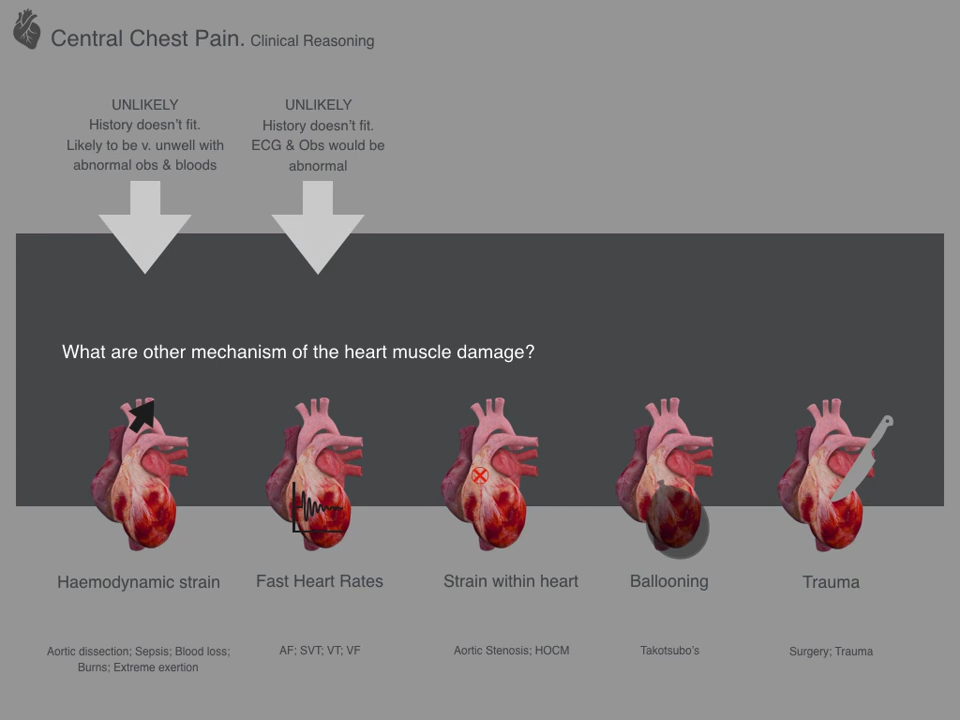 Central Chest Pain. Clinical Reasoning
UNLIKELY
History doesn't fit.
Likely to be v. unwell with
abnormal obs & bloods
UNLIKELY
History doesn't fit.
ECG & Obs would be
abnormal
What are other mechanism of the heart muscle damage?
Haemodynamic strain
Fast Heart Rates
Strain within heart
Ballooning
Trauma
Aortic dissection; Sepsis; Blood loss;
Burns; Extreme exertion
AF; SVT; VT; VF
Aortic Stenosis; HOCM
Takotsubo's
Surgery; Trauma